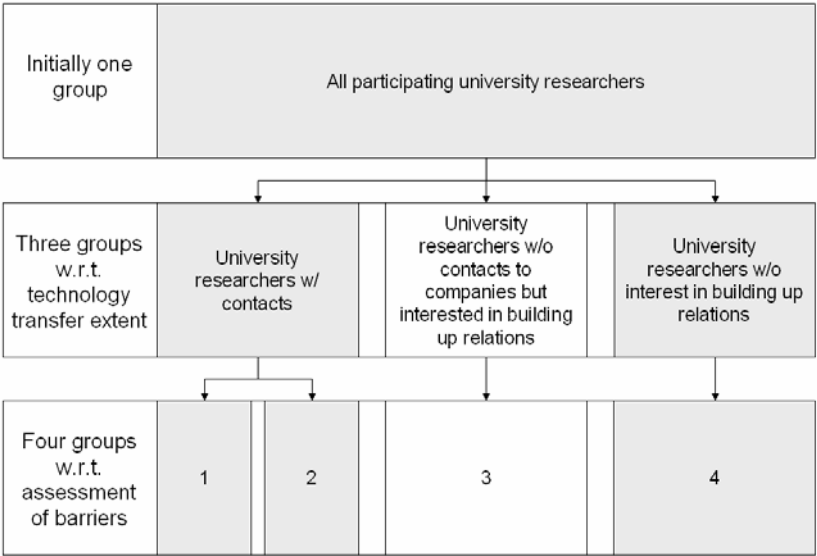 Initially one
group
All participating university researchers
Three groups
w.r.t.
technology
transfer extent
University
researchers w/
contacts
University
researchers w/o
contacts to
companies but
interested in building
up relations
University
researchers w/o
interest in building up
relations
Four groups
w.r.t.
assessment
of barriers
1
2
3
4